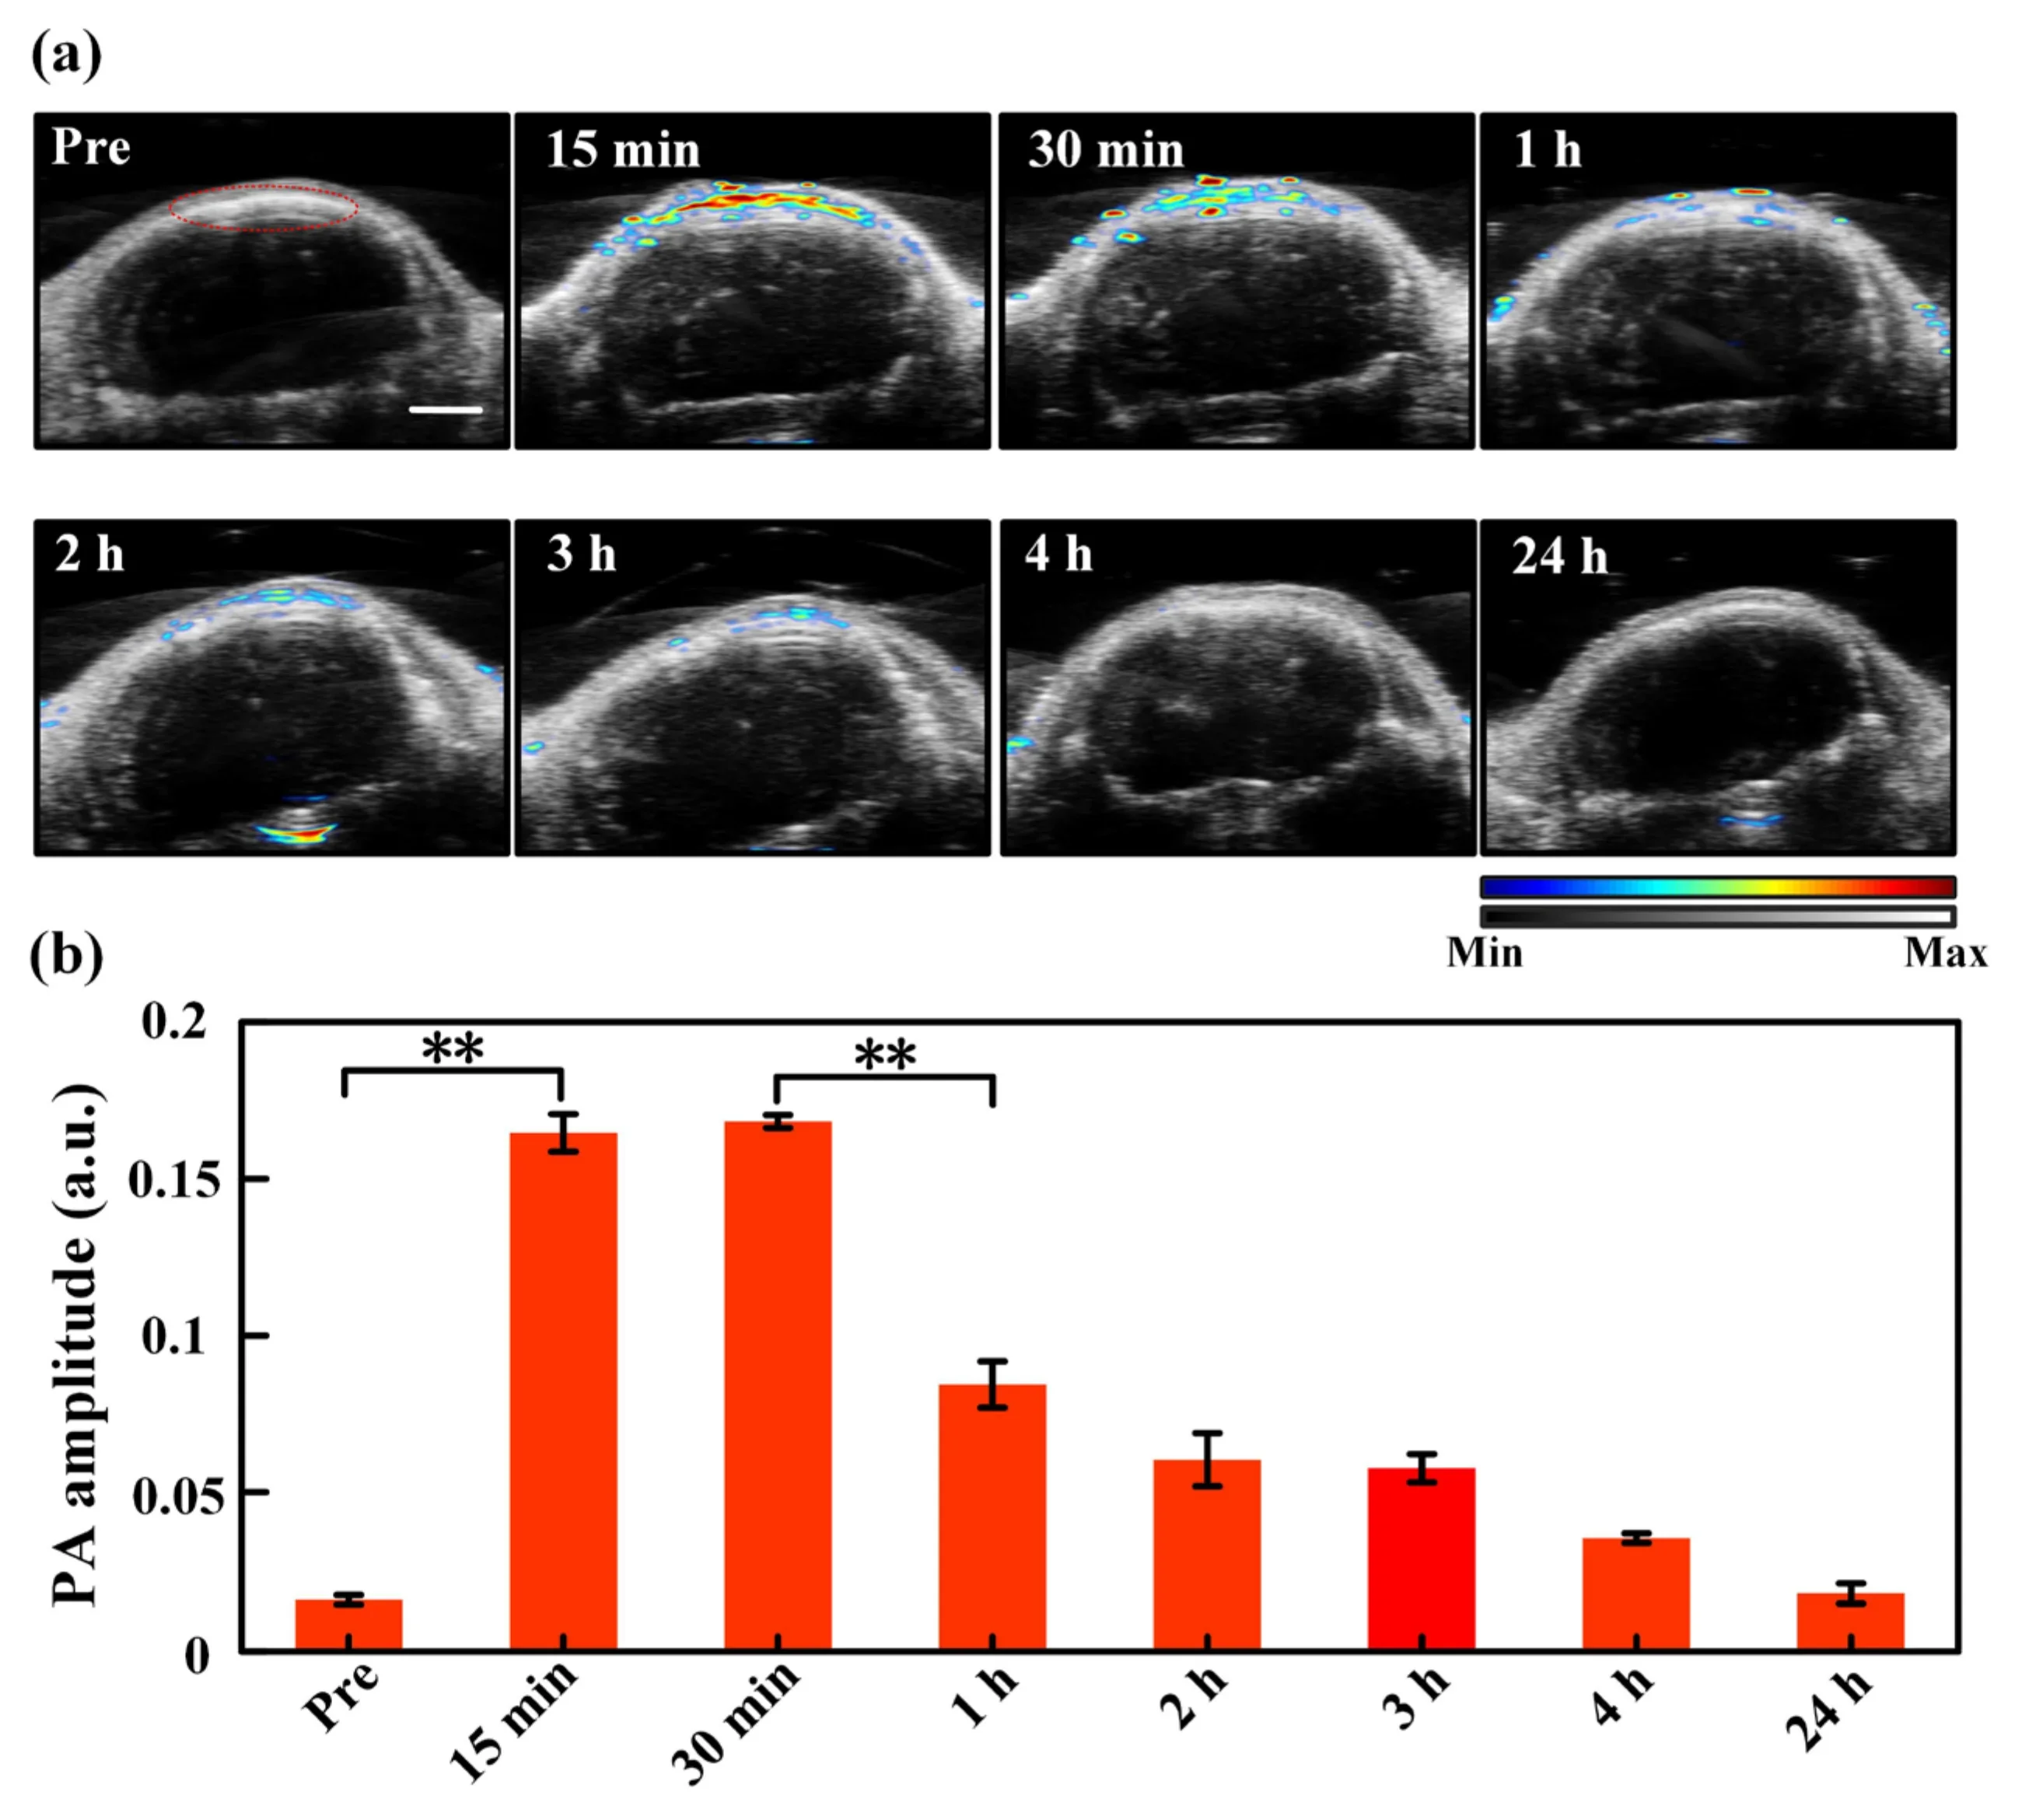 (a)
Pre
15 min
30 min
1 h
2 h
3 h
4 h
24 h
Min
Max
(b)
PA amplitude (a.u.)
0.2
0.15
0.1
0.05
0
**
**
Pre
15 min
30 min
1 h
2 h
3 h
4 h
24 h